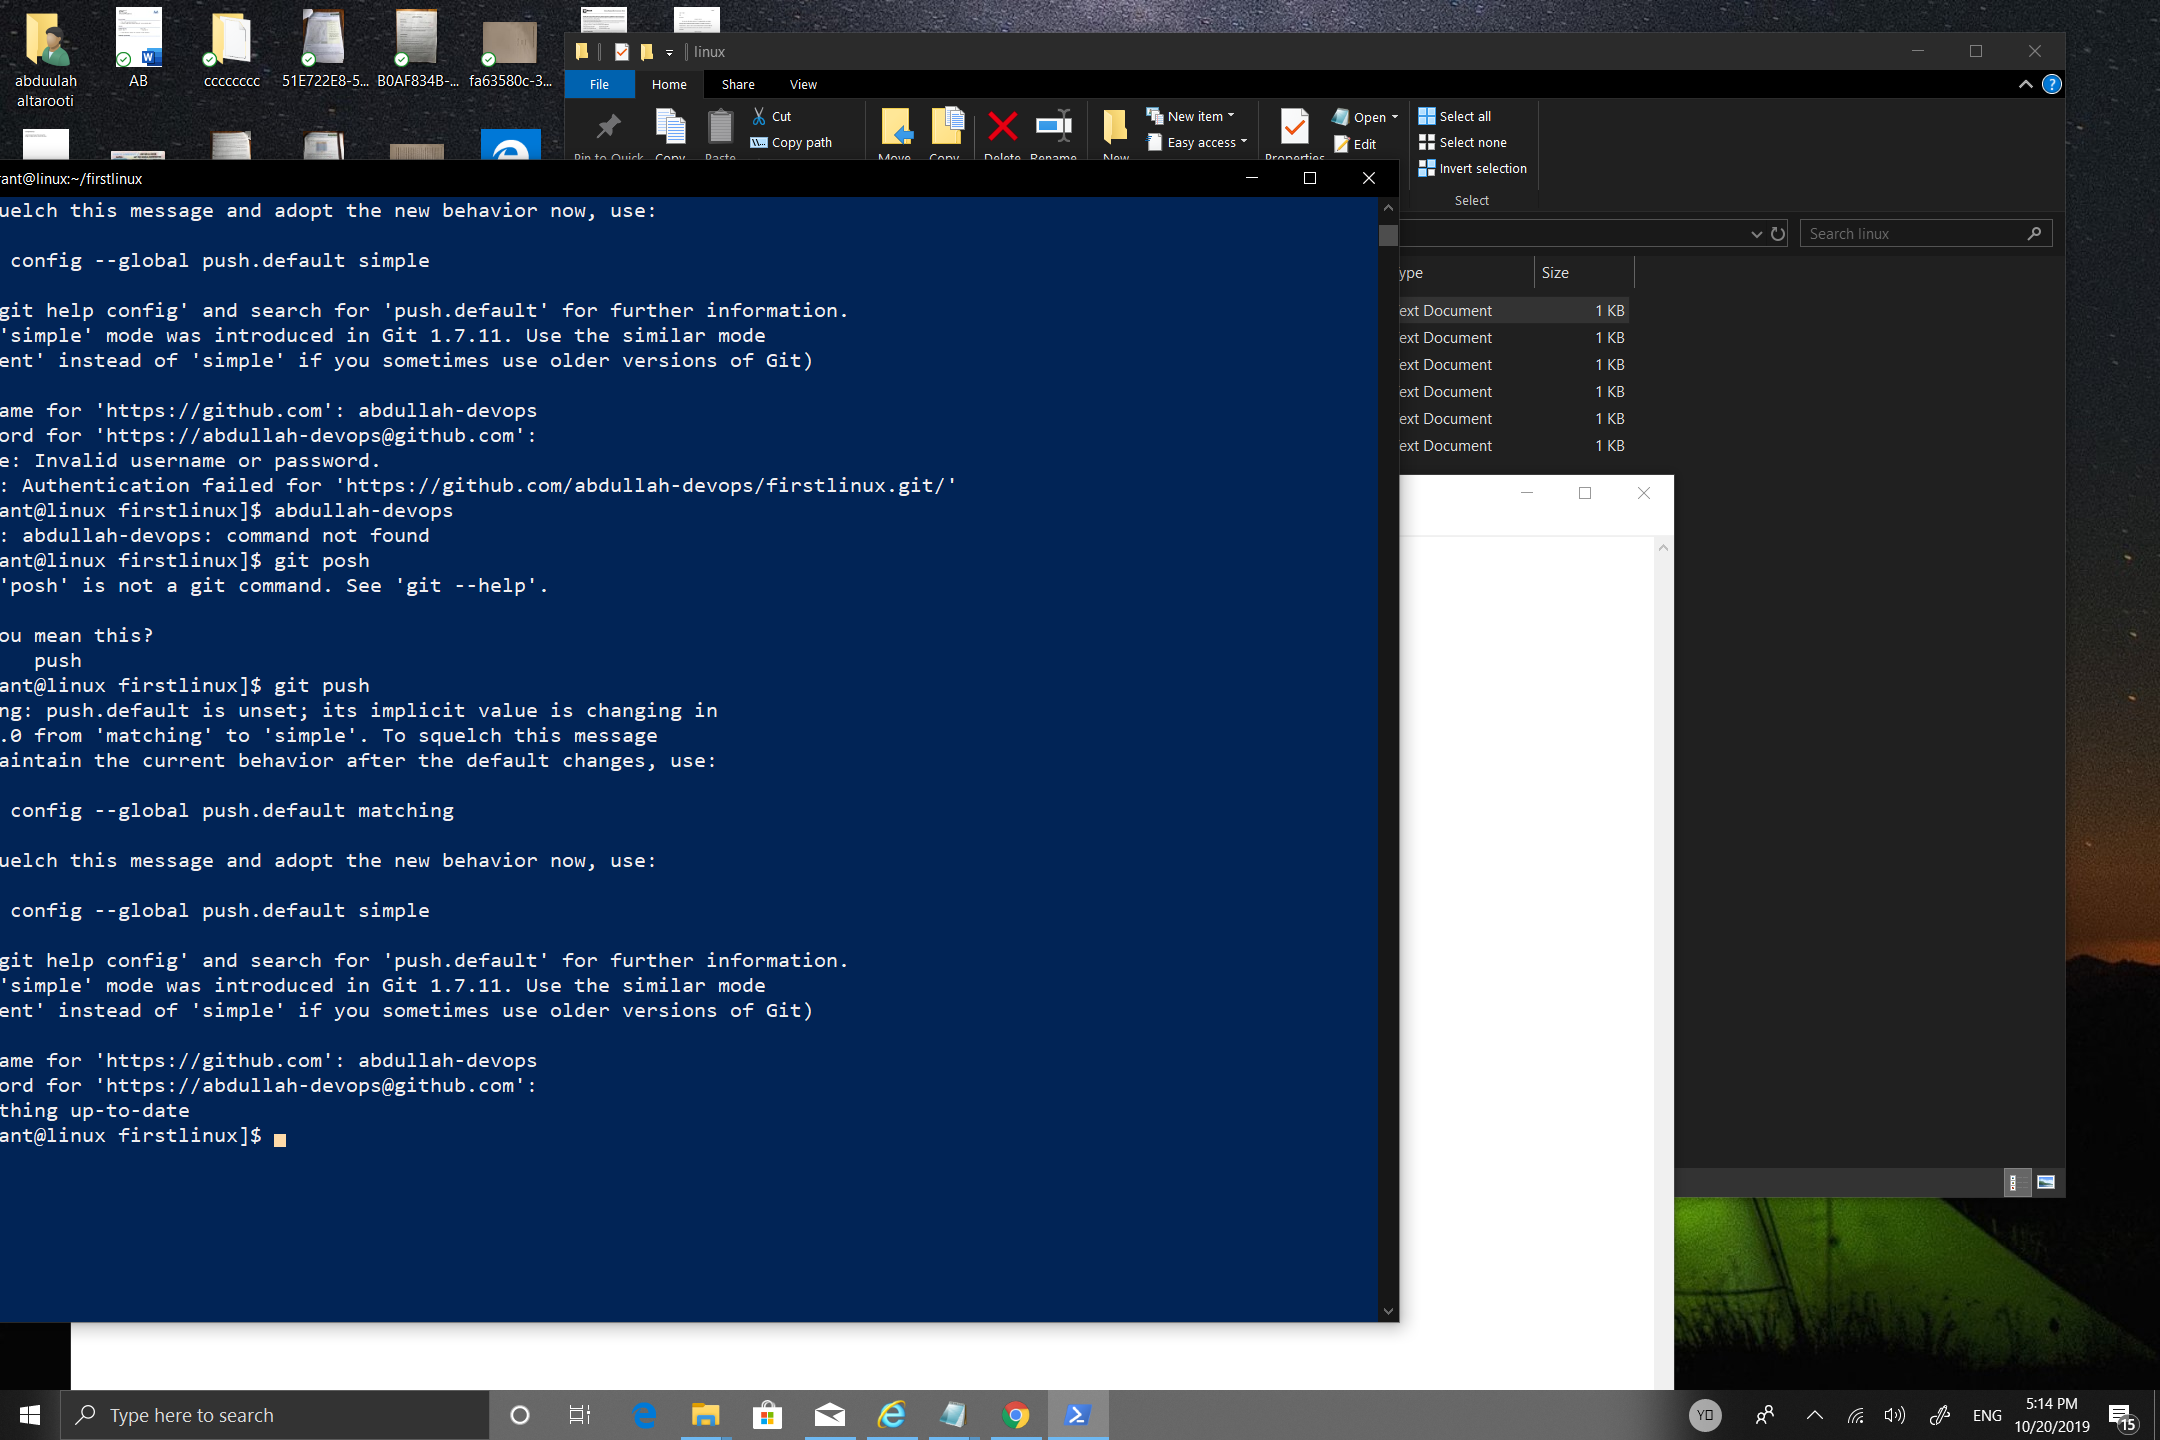 abduulah altarooti
AB
cccccccc
51E722E8-5...
B0AF834B-...
fa63580c-3...
linux
File
Home
Share
View
Cut
Copy path
New item
Easy access
Open
Edit
Select all
Select none
Invert selection
Pin to Quick
Copy
Paste
Move
Copy
Delete
Rename
New
Properties
Select
Search linux
ype
Size
ext Document 1 KB
ext Document 1 KB
ext Document 1 KB
ext Document 1 KB
ext Document 1 KB
ext Document 1 KB
rant@linux:~/firstlinux
uelch this message and adopt the new behavior now, use:
config --global push.default simple
git help config' and search for 'push.default' for further information.
'simple' mode was introduced in Git 1.7.11. Use the similar mode
ent' instead of 'simple' if you sometimes use older versions of Git)
ame for 'https://github.com': abdullah-devops
ord for 'https://abdullah-devops@github.com':
e: Invalid username or password.
: Authentication failed for 'https://github.com/abdullah-devops/firstlinux.git/'
ant@linux firstlinux]$ abdullah-devops
: abdullah-devops: command not found
ant@linux firstlinux]$ git posh
'posh' is not a git command. See 'git --help'.
ou mean this?
push
ant@linux firstlinux]$ git push
ng: push.default is unset; its implicit value is changing in
.0 from 'matching' to 'simple'. To squelch this message
aintain the current behavior after the default changes, use:
config --global push.default matching
uelch this message and adopt the new behavior now, use:
config --global push.default simple
git help config' and search for 'push.default' for further information.
'simple' mode was introduced in Git 1.7.11. Use the similar mode
ent' instead of 'simple' if you sometimes use older versions of Git)
ame for 'https://github.com': abdullah-devops
ord for 'https://abdullah-devops@github.com':
thing up-to-date
ant@linux firstlinux]$
Type here to search
ENG
5:14 PM
10/20/2019
15